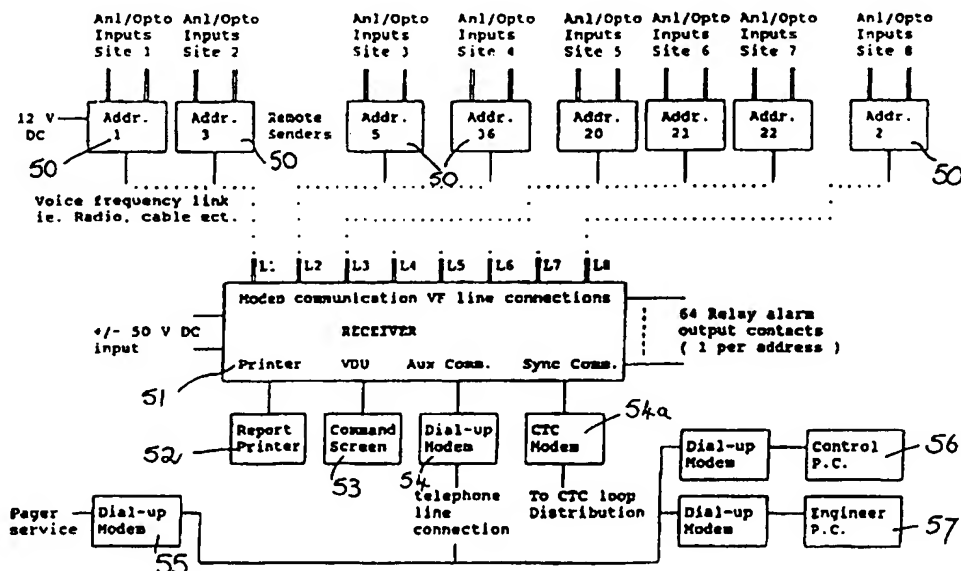 Anl/Opto Anl/Opto Anl/Opto Anl/Opto Anl/Opto Anl/Opto Anl/Opto Anl/Opto
Inputs Inputs Inputs Inputs Inputs Inputs Inputs Inputs
Site 1 Site 2 Site 3 Site 4 Site 5 Site 6 Site 7 Site 8
12 V DC
Addr. 1
Addr. 3
Remote Senders
Addr. 5
Addr. 36
Addr. 20
Addr. 21
Addr. 22
Addr. 2
50 50 50 50
Voice frequency link
ie. Radio, cable ect.
L1 L2 L3 L4 L5 L6 L7 L8
Modem communication VF line connections
+/- 50 V DC
input
RECEIVER
64 Relay alarm
output contacts
( 1 per address )
Printer VDU Aux Comm. Sync Comm.
51
Report Printer
52
Command Screen
53
Dial-up Modem
54
CTC Modem
54a
telephone
line
connection
To CTC loop
Distribution
Dial-up Modem
Control P.C.
56
Dial-up Modem
Engineer P.C.
57
Pager
service
Dial-up Modem
55